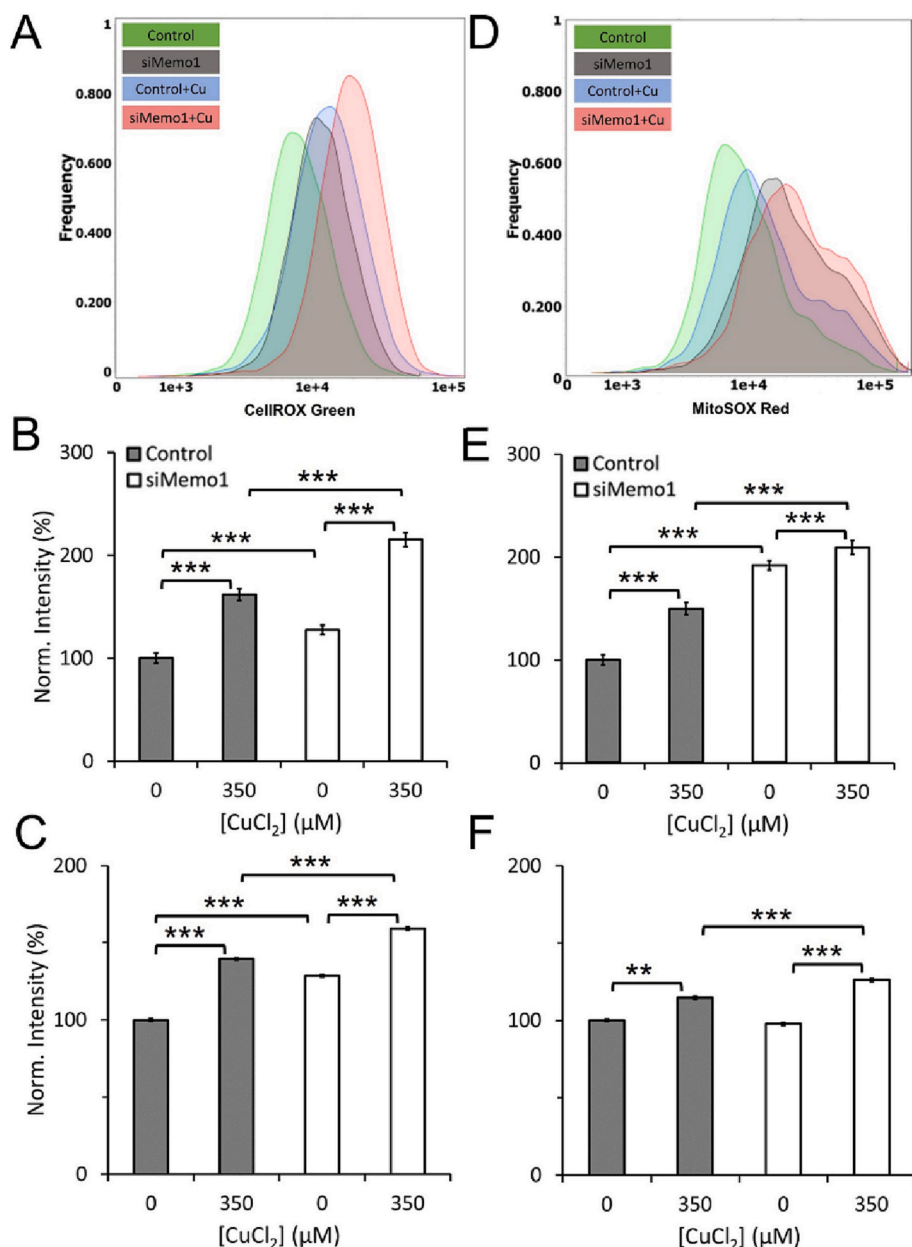 A
Control
siMemo1
Control+Cu
siMemo1+Cu
1
0.800
0.600
0.400
0.200
0
Frequency
0 1e+3 1e+4 1e+5
CellROX Green
D
Control
siMemo1
Control+Cu
siMemo1+Cu
1
0.800
0.600
0.400
0.200
0
Frequency
0 1e+3 1e+4 1e+5
MitoSOX Red
B
Control
siMemo1
300
200
100
0
Norm. Intensity (%)
***
***
***
***
0 350 0 350
[CuCl₂] (µM)
E
Control
siMemo1
300
200
100
0
***
***
***
***
0 350 0 350
[CuCl₂] (µM)
C
200
100
0
Norm. Intensity (%)
***
***
***
***
0 350 0 350
[CuCl₂] (µM)
F
200
100
0
***
**
***
0 350 0 350
[CuCl₂] (µM)